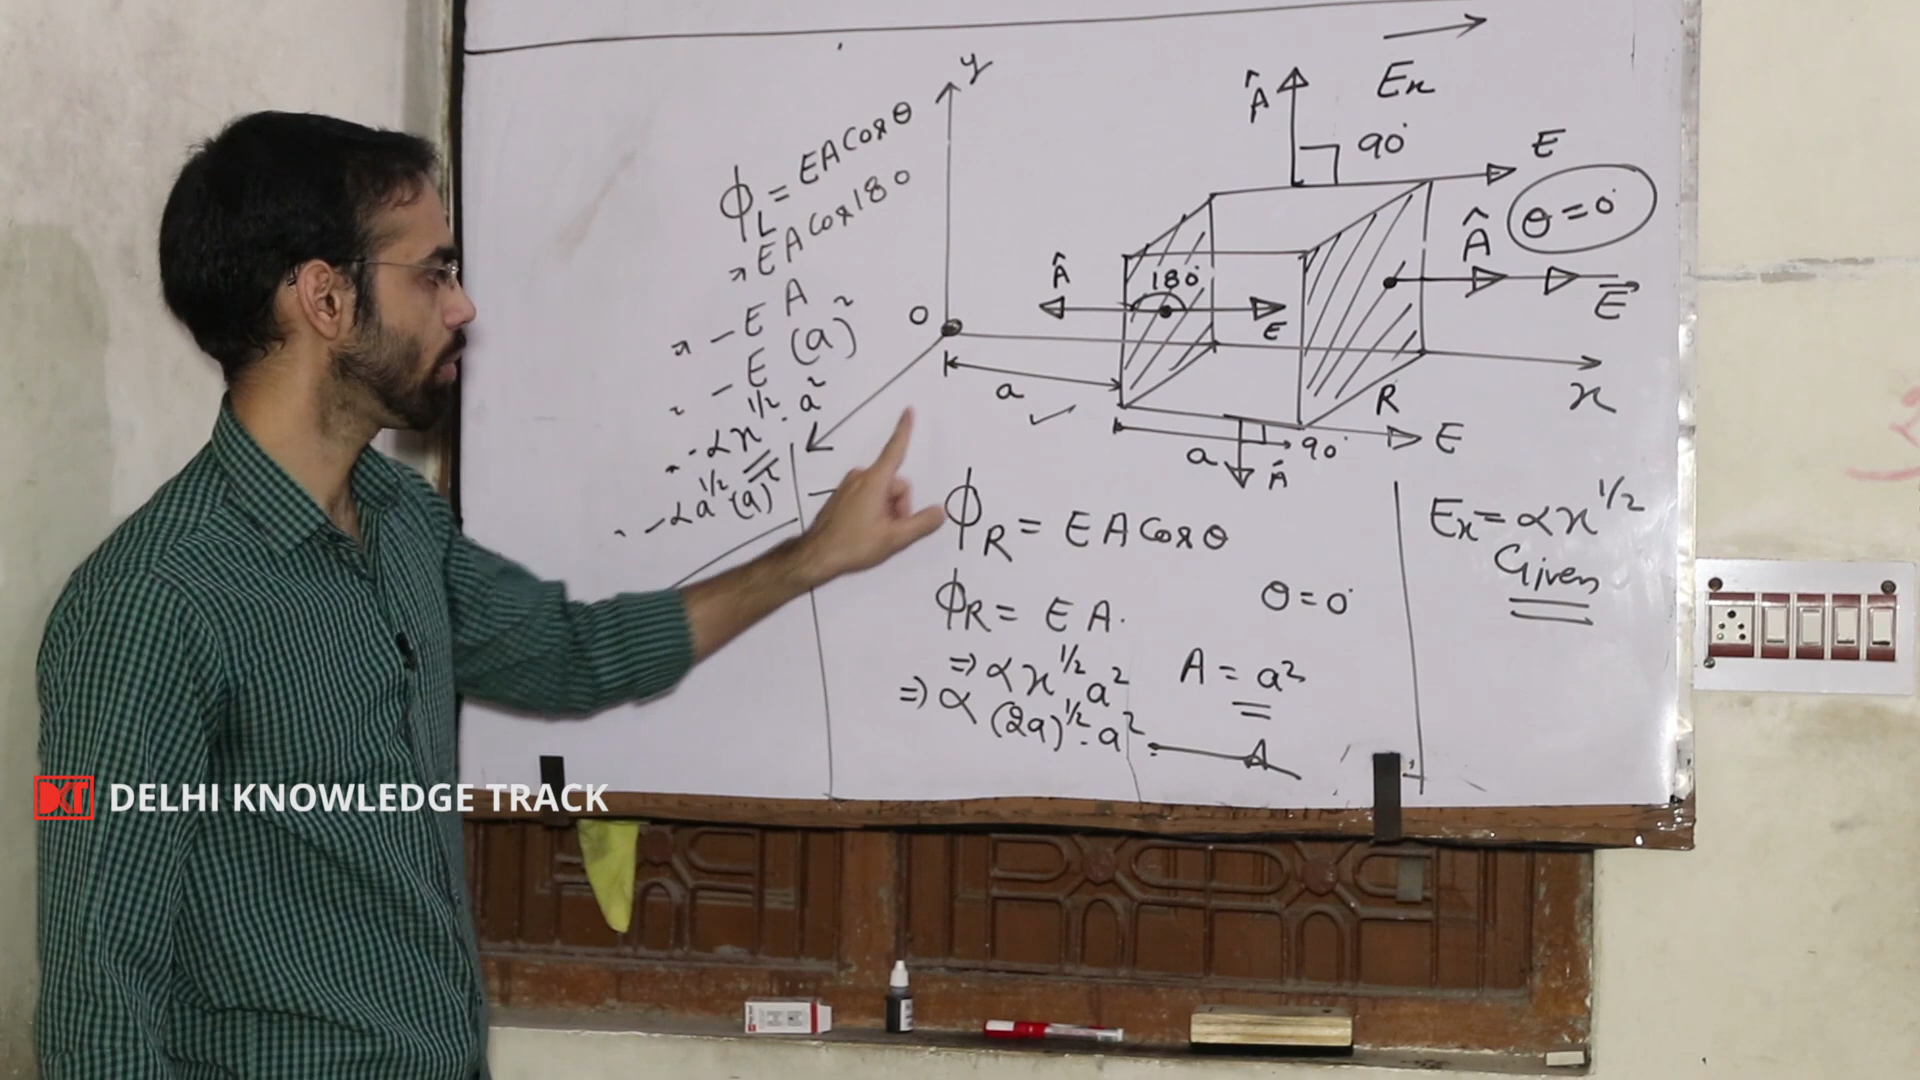 y
Â
Ex
90°
E
θ = 0°
Â
E
Â
180°
E
O
a
R
x
a
90°
E
Â
ϕL = EA Cos θ
= EA Cos 180
= - EA
= - E (a)²
= - αx^1/2 . a²
= - αa^1/2 (a)²
ϕR = EA Cos θ
ϕR = EA.
θ = 0°
⇒ αx^1/2 . a²
A = a²
⇒ α (2a)^1/2 . a²
A
Ex = αx^1/2
Given
DKT DELHI KNOWLEDGE TRACK